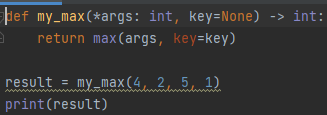 def my_max(*args: int, key=None) -> int:
    return max(args, key=key)
result = my_max(4, 2, 5, 1)
print(result)